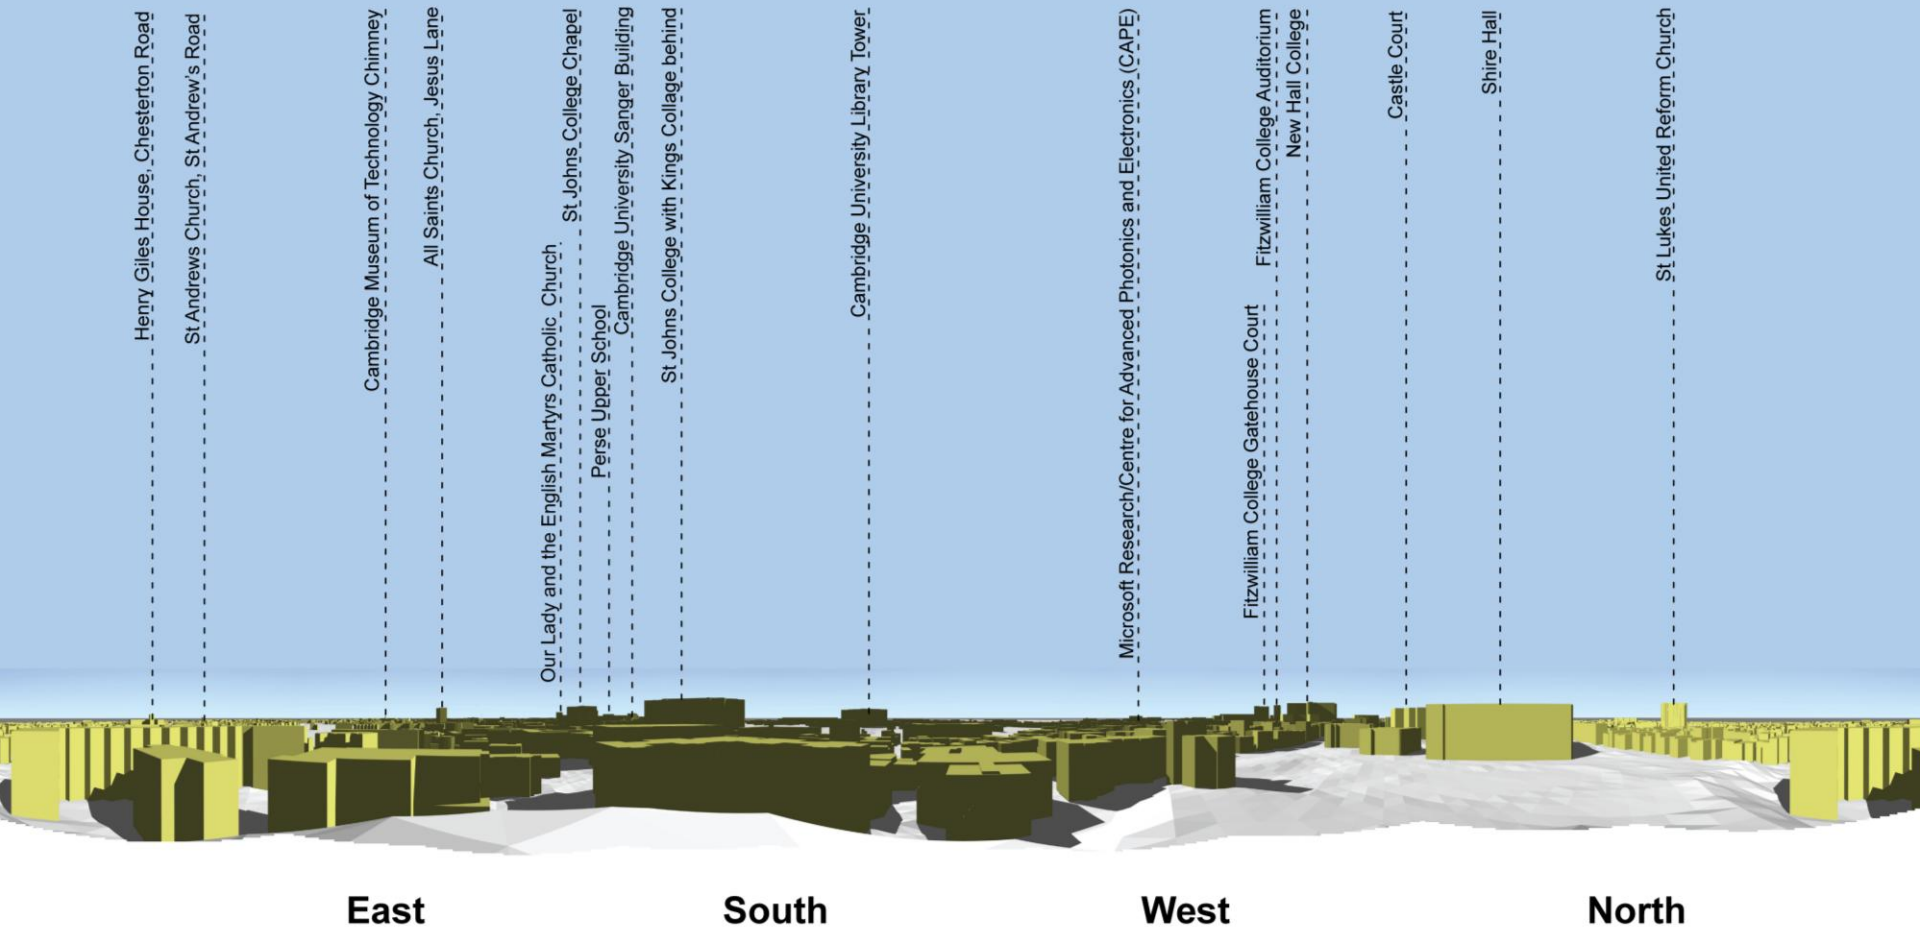 Henry Giles House, Chesterton Road
St Andrews Church, St Andrew's Road
Cambridge Museum of Technology Chimney
All Saints Church, Jesus Lane
Our Lady and the English Martyrs Catholic Church
St Johns College Chapel
Perse Upper School
Cambridge University Sanger Building
St Johns College with Kings Collage behind
Cambridge University Library Tower
Microsoft Research/Centre for Advanced Photonics and Electronics (CAPE)
Fitzwilliam College Gatehouse Court
Fitzwilliam College Auditorium
New Hall College
Castle Court
Shire Hall
St Lukes United Reform Church
East
South
West
North